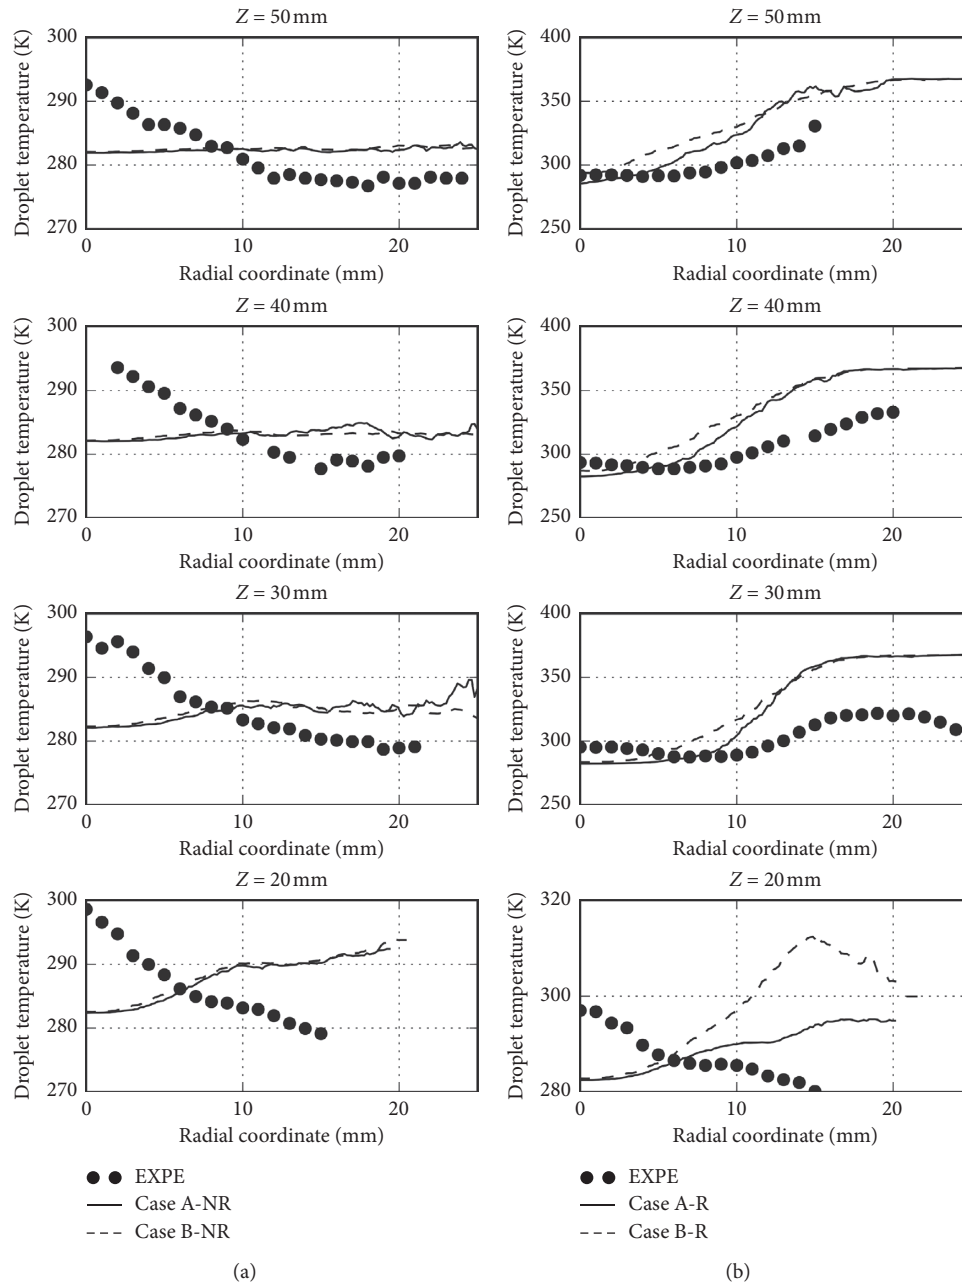 Z = 50 mm
Droplet temperature (K)
300
290
280
270
0
10
20
Radial coordinate (mm)
Z = 40 mm
Droplet temperature (K)
300
290
280
270
0
10
20
Radial coordinate (mm)
Z = 30 mm
Droplet temperature (K)
300
290
280
270
0
10
20
Radial coordinate (mm)
Z = 20 mm
Droplet temperature (K)
300
290
280
270
0
10
20
Radial coordinate (mm)
EXPE
Case A-NR
Case B-NR
(a)
Z = 50 mm
Droplet temperature (K)
400
350
300
250
0
10
20
Radial coordinate (mm)
Z = 40 mm
Droplet temperature (K)
400
350
300
250
0
10
20
Radial coordinate (mm)
Z = 30 mm
Droplet temperature (K)
400
350
300
250
0
10
20
Radial coordinate (mm)
Z = 20 mm
Droplet temperature (K)
320
300
280
0
10
20
Radial coordinate (mm)
EXPE
Case A-R
Case B-R
(b)